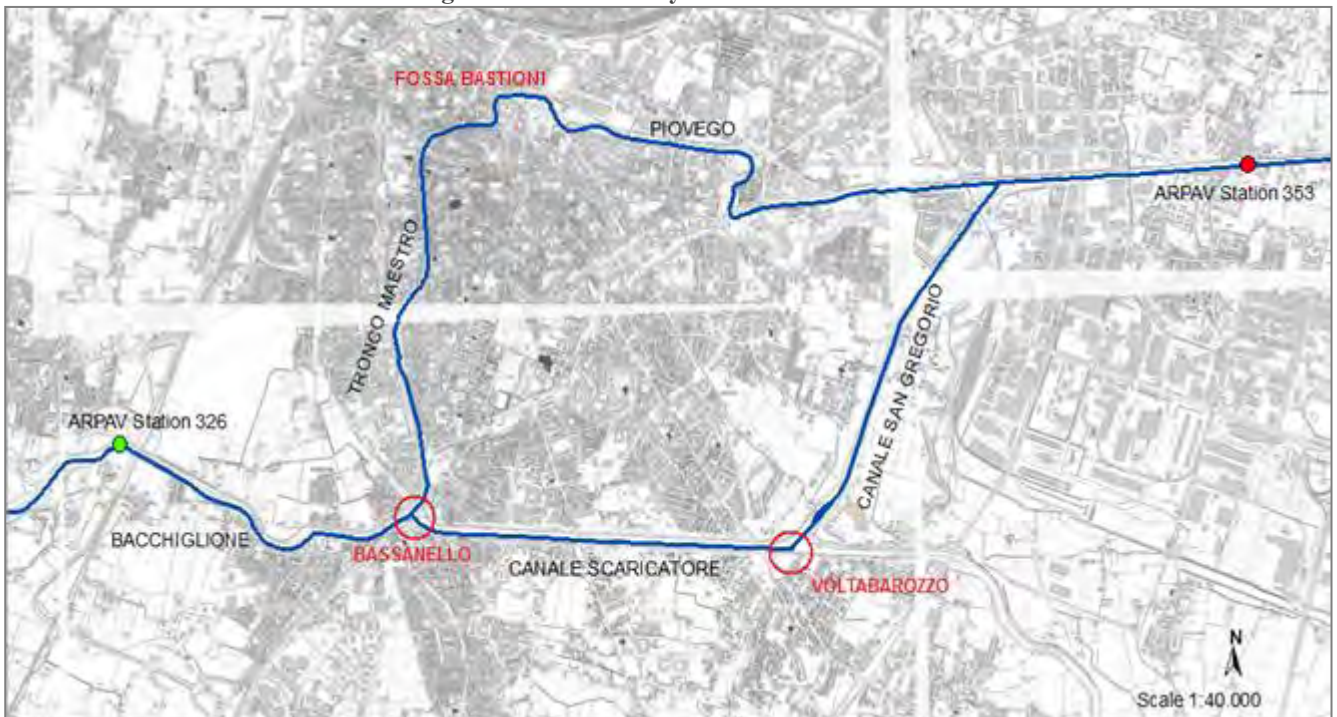 FOSSA BASTIONI
PIOVEGO
ARPAV Station 353
TRONCO MAESTRO
CANALE SAN GREGORIO
ARPAV Station 326
BACCHIGLIONE
BASSANELLO
CANALE SCARICATORE
VOLTABAROZZO
N
Scale 1:40.000